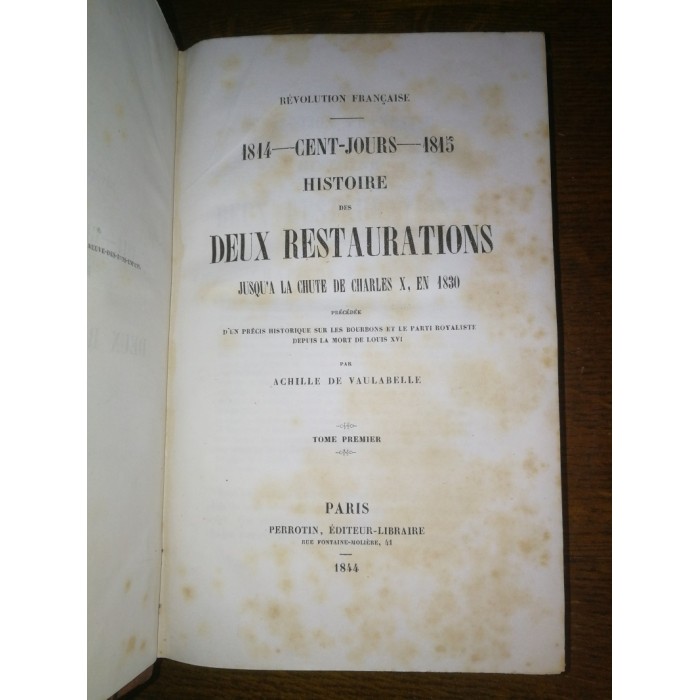 RÉVOLUTION FRANÇAISE
1814—CENT-JOURS—1815
HISTOIRE
DES
DEUX RESTAURATIONS
JUSQU'A LA CHUTE DE CHARLES X, EN 1830
PRÉCÉDÉE
D'UN PRÉCIS HISTORIQUE SUR LES BOURBONS ET LE PARTI ROYALISTE
DEPUIS LA MORT DE LOUIS XVI
PAR
ACHILLE DE VAULABELLE
TOME PREMIER
PARIS
PERROTIN, ÉDITEUR-LIBRAIRE
RUE FONTAINE-MOLIÈRE, 41
1844